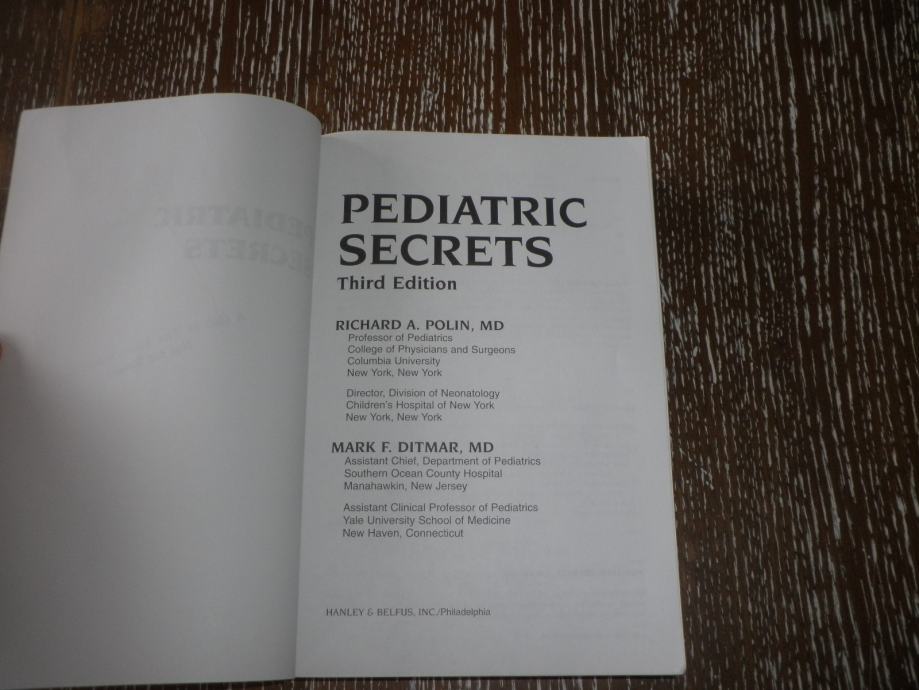 PEDIATRIC
SECRETS
Third Edition
RICHARD A. POLIN, MD
Professor of Pediatrics
College of Physicians and Surgeons
Columbia University
New York, New York
Director, Division of Neonatology
Children's Hospital of New York
New York, New York
MARK F. DITMAR, MD
Assistant Chief, Department of Pediatrics
Southern Ocean County Hospital
Manahawkin, New Jersey
Assistant Clinical Professor of Pediatrics
Yale University School of Medicine
New Haven, Connecticut
HANLEY & BELFUS, INC./Philadelphia